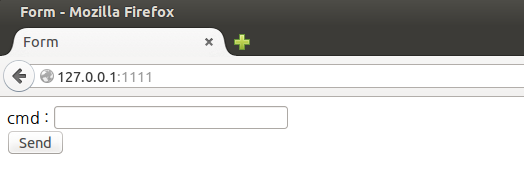 Form - Mozilla Firefox
Form
127.0.0.1:1111
cmd :
Send